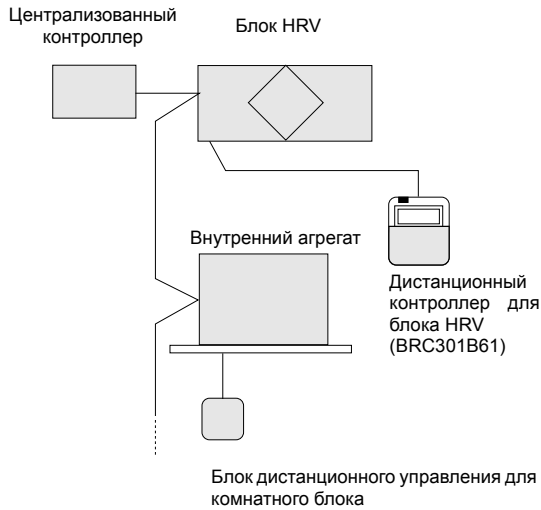 Централизованный
контроллер
Блок HRV
Внутренний агрегат
Дистанционный
контроллер для
блока HRV
(BRC301B61)
Блок дистанционного управления для
комнатного блока